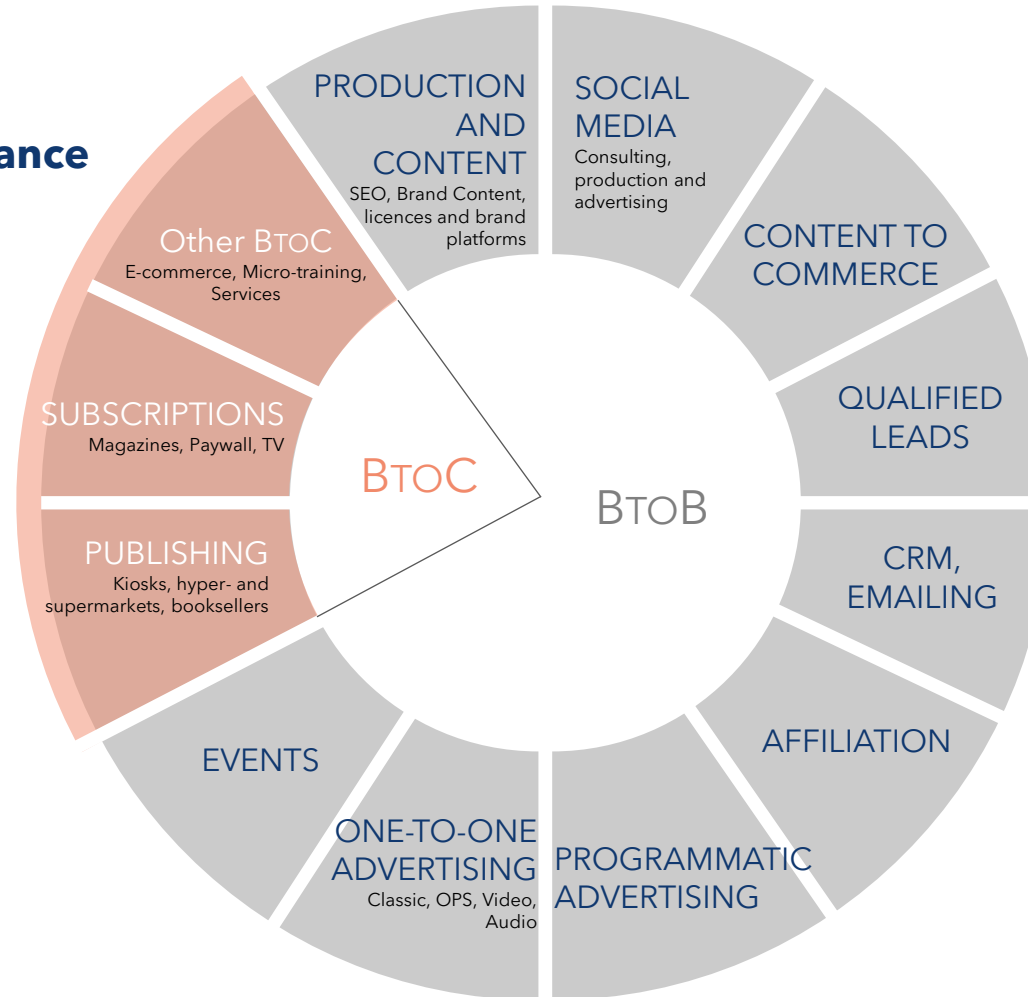 ance
PRODUCTION
AND
CONTENT
SEO, Brand Content,
licences and brand
platforms
SOCIAL
MEDIA
Consulting,
production and
advertising
CONTENT TO
COMMERCE
QUALIFIED
LEADS
CRM,
EMAILING
AFFILIATION
PROGRAMMATIC
ADVERTISING
ONE-TO-ONE
ADVERTISING
Classic, OPS, Video,
Audio
EVENTS
PUBLISHING
Kiosks, hyper- and
supermarkets, booksellers
SUBSCRIPTIONS
Magazines, Paywall, TV
Other BTOC
E-commerce, Micro-training,
Services
BTOC
BTOB